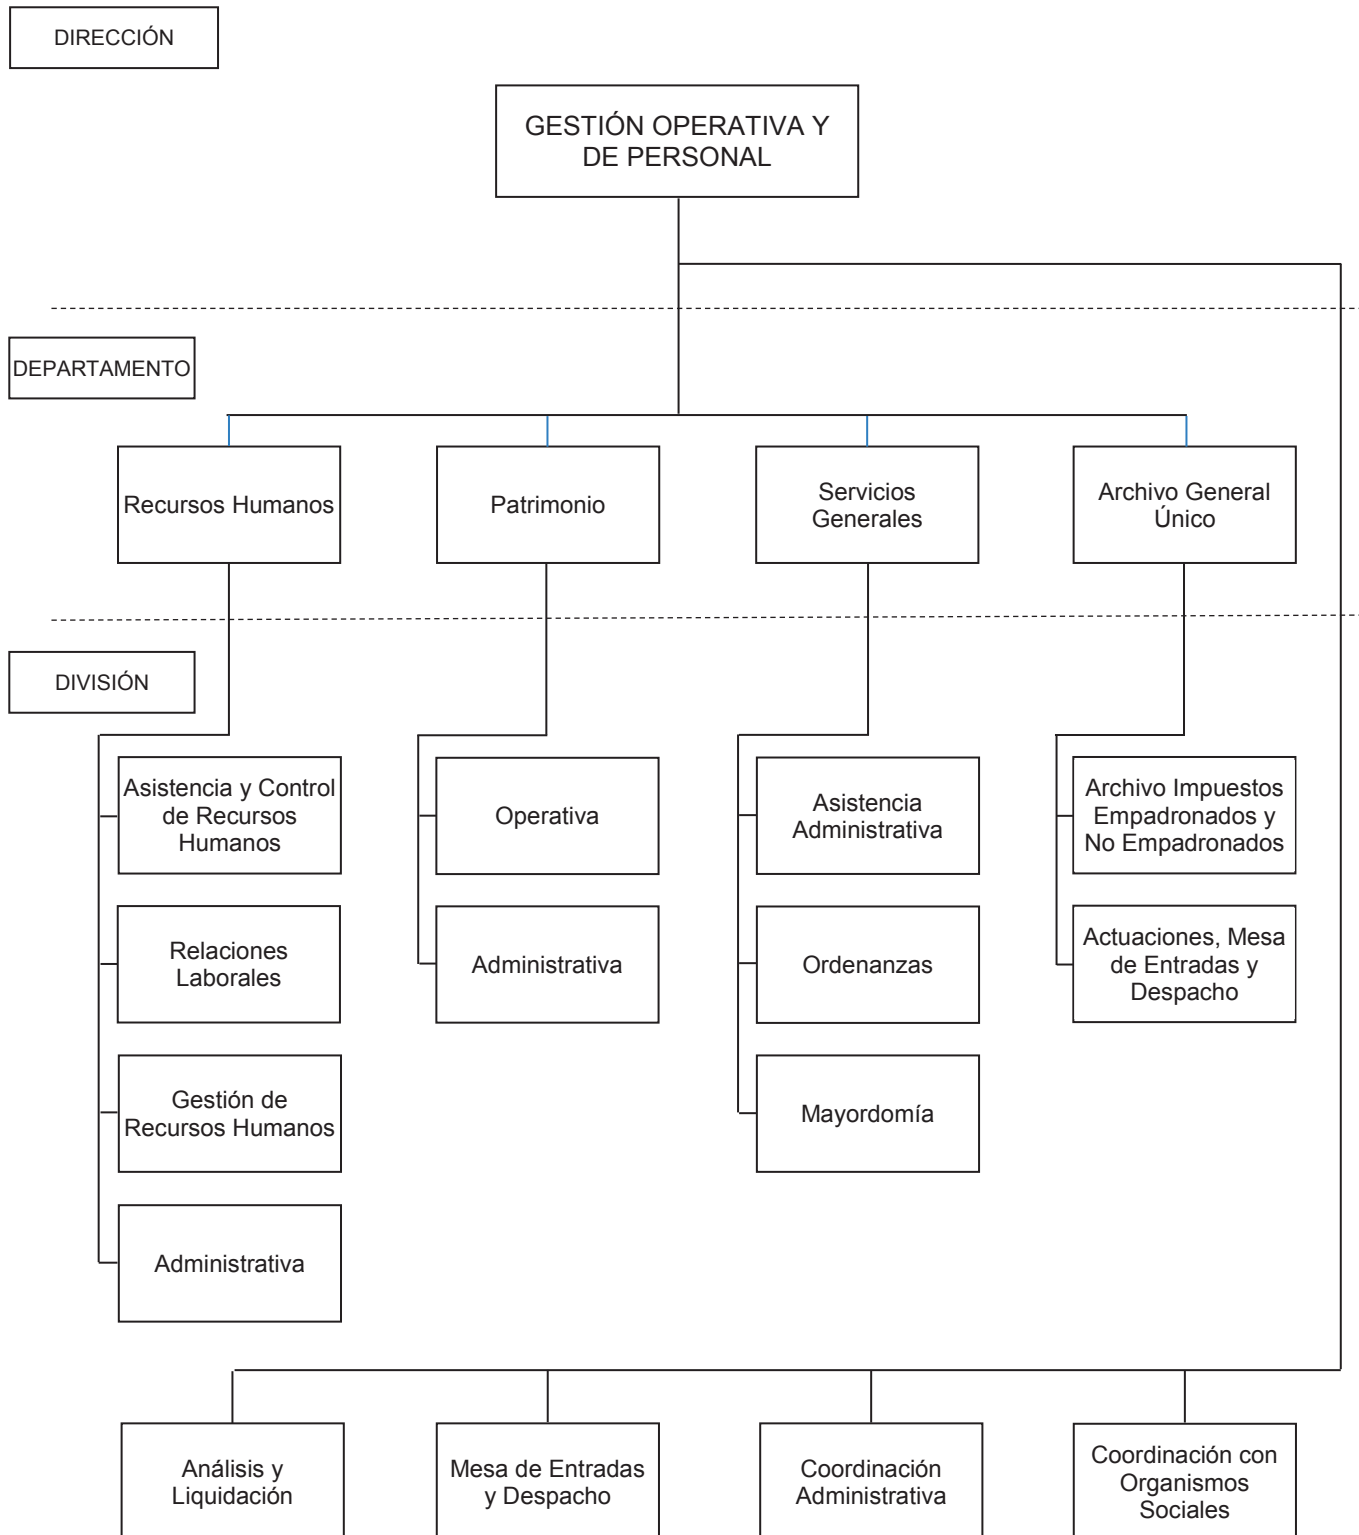 DIRECCIÓN
GESTIÓN OPERATIVA Y
DE PERSONAL
DEPARTAMENTO
Recursos Humanos
Patrimonio
Servicios
Generales
Archivo General
Único
DIVISIÓN
Asistencia y Control
de Recursos
Humanos
Operativa
Asistencia
Administrativa
Archivo Impuestos
Empadronados y
No Empadronados
Relaciones
Laborales
Administrativa
Ordenanzas
Actuaciones, Mesa
de Entradas y
Despacho
Gestión de
Recursos Humanos
Mayordomía
Administrativa
Análisis y
Liquidación
Mesa de Entradas
y Despacho
Coordinación
Administrativa
Coordinación con
Organismos
Sociales